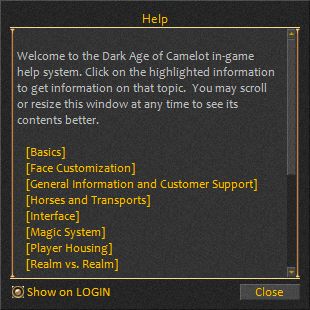 Help
Welcome to the Dark Age of Camelot in-game
help system. Click on the highlighted information
to get information on that topic. You may scroll
or resize this window at any time to see its
contents better.
[Basics]
[Face Customization]
[General Information and Customer Support]
[Horses and Transports]
[Interface]
[Magic System]
[Player Housing]
[Realm vs. Realm]
Show on LOGIN
Close